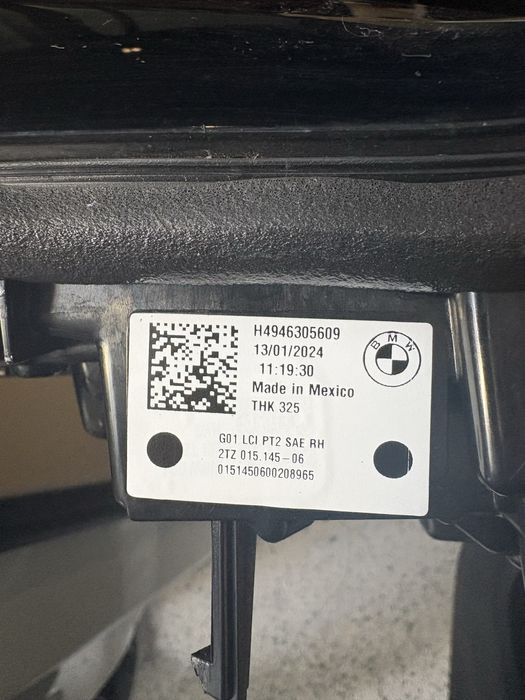 H4946305609
13/01/2024
11:19:30
Made in Mexico
THK 325
BMW
G01 LCI PT2 SAE RH
2TZ 015.145-06
0151450600208965